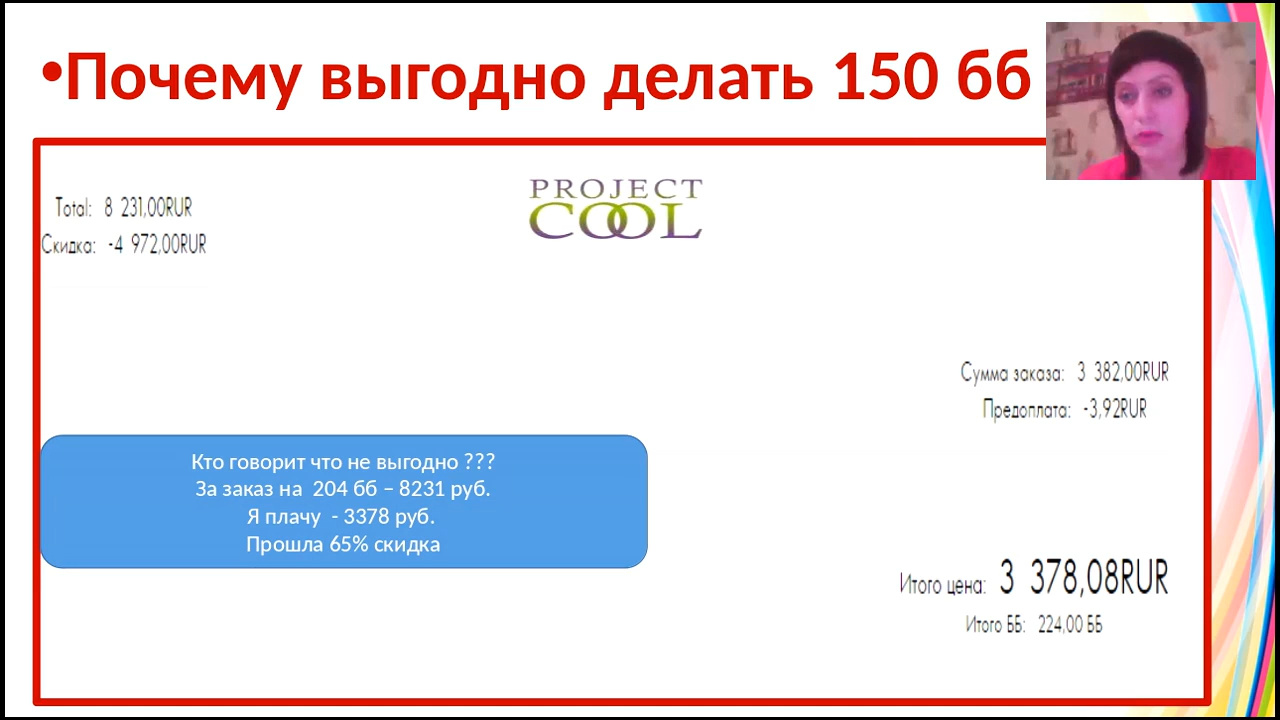 •Почему выгодно делать 150 бб
Total: 8 231,00RUR
Скидка: -4 972,00RUR
PROJECT
COOL
Сумма заказа: 3 382,00RUR
Предоплата: -3,92RUR
Кто говорит что не выгодно ???
За заказ на 204 бб – 8231 руб.
Я плачу - 3378 руб.
Прошла 65% скидка
Итого цена: 3 378,08RUR
Итого ББ: 224,00 ББ